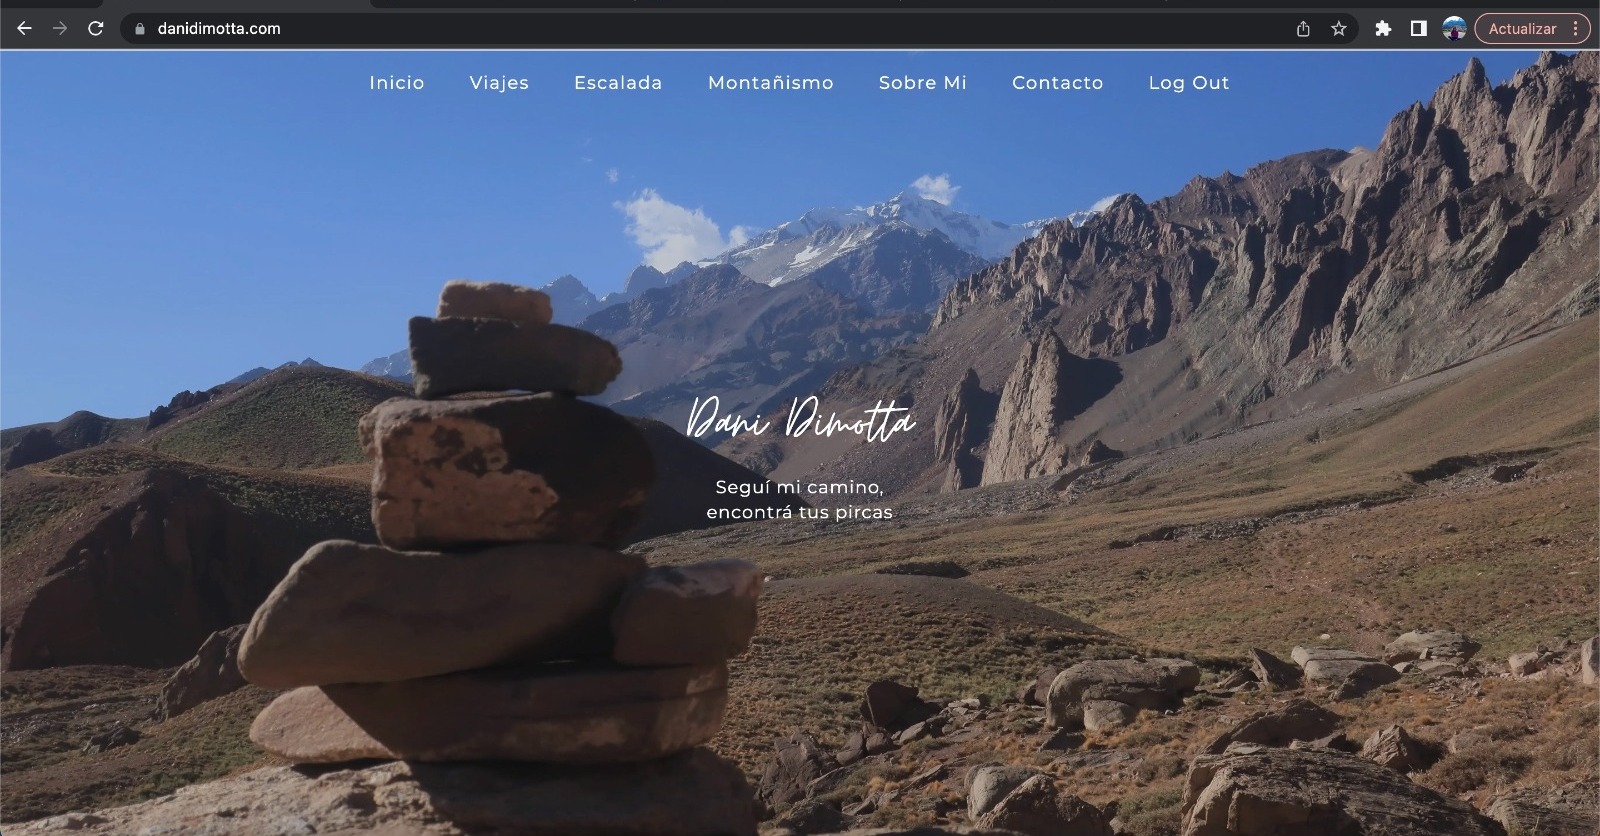 danidimotta.com
Actualizar
Inicio Viajes Escalada Montañismo Sobre Mi Contacto Log Out
Dani Dimotta
Seguí mi camino,
encontrá tus pircas